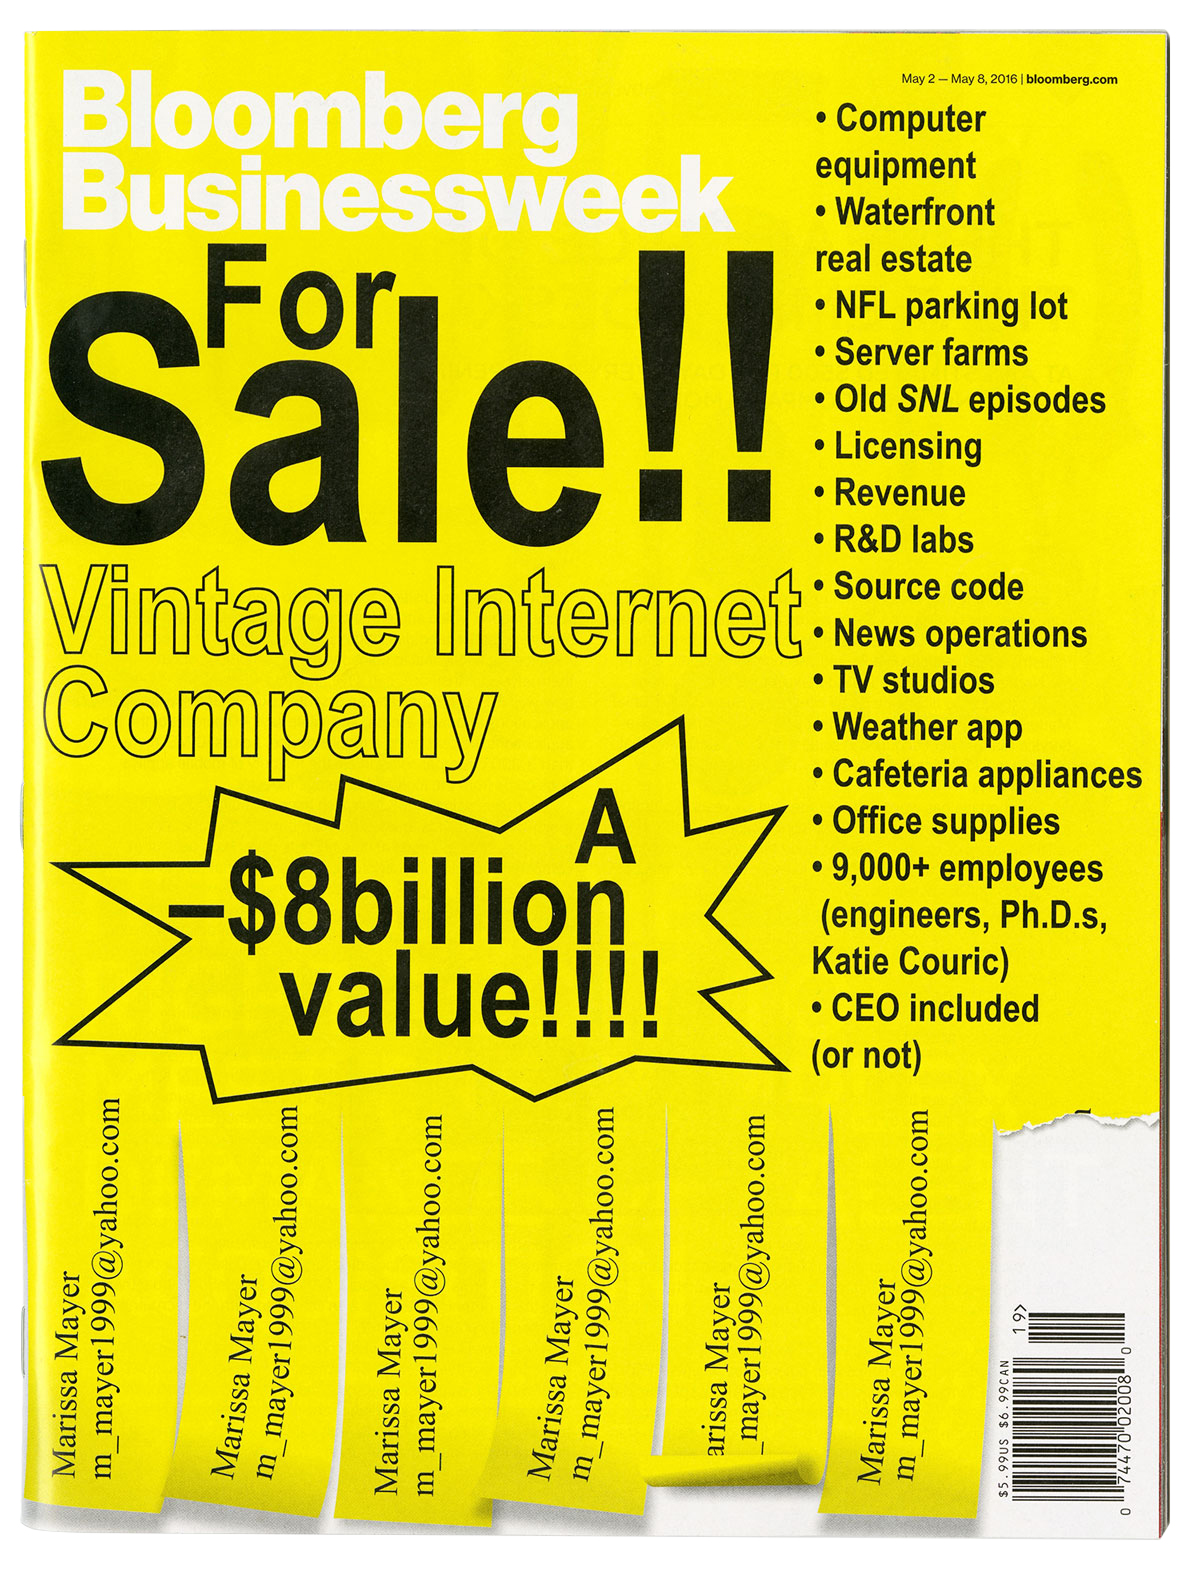 Bloomberg
Businessweek
May 2 — May 8, 2016 | bloomberg.com
For
Sale!!
Vintage Internet
Company
A
–$8billion
value!!!!
• Computer
equipment
• Waterfront
real estate
• NFL parking lot
• Server farms
• Old SNL episodes
• Licensing
• Revenue
• R&D labs
• Source code
• News operations
• TV studios
• Weather app
• Cafeteria appliances
• Office supplies
• 9,000+ employees
(engineers, Ph.D.s,
Katie Couric)
• CEO included
(or not)
Marissa Mayer
m_mayer1999@yahoo.com
Marissa Mayer
m_mayer1999@yahoo.com
Marissa Mayer
m_mayer1999@yahoo.com
Marissa Mayer
m_mayer1999@yahoo.com
arissa Mayer
m_mayer1999@yahoo.com
Marissa Mayer
m_mayer1999@yahoo.com
$5.99US $6.99CAN
19>
0 74470 02008 0